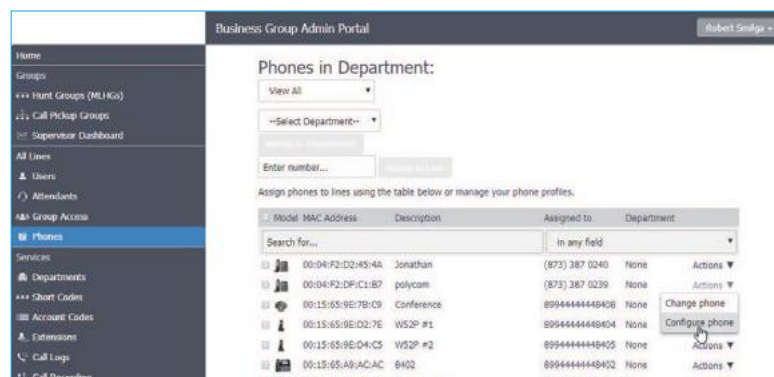 Business Group Admin Portal
Robert Smilga
Home
Groups
Hunt Groups (MLHGs)
Call Pickup Groups
Supervisor Dashboard
All Lines
Users
Attendants
Group Access
Phones
Services
Departments
Short Codes
Account Codes
Extensions
Call Logs
Call Recording
Phones in Department:
View All
--Select Department--
Enter number...
Assign phones to lines using the table below or manage your phone profiles.
Model MAC Address Description Assigned to Department
Search for... in any field
00:04:F2:D2:45:4A Jonathan (873) 387 0240 None Actions ▼
00:04:F2:DF:C1:B7 polycom (873) 387 0239 None Actions ▼
00:15:65:9E:7B:C9 Conference 89944444448408 None Change phone
00:15:65:9E:D2:7E W52P #1 89944444448404 None Configure phone
00:15:65:9E:D4:C5 W52P #2 89944444448405 None Actions ▼
00:15:65:A9:AC:AC 8402 89944444448402 None Actions ▼